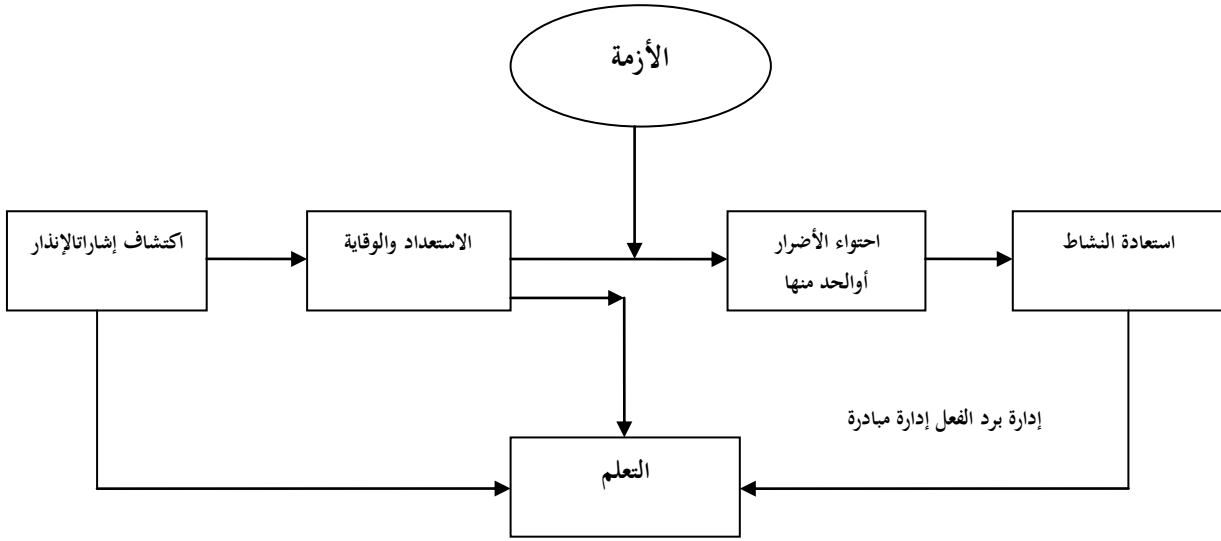 الأزمة
اكتشاف إشاراتالإنذار
الاستعداد والوقاية
احتواء الأضرار
أوالحد منها
استعادة النشاط
إدارة برد الفعل إدارة مبادرة
التعلم